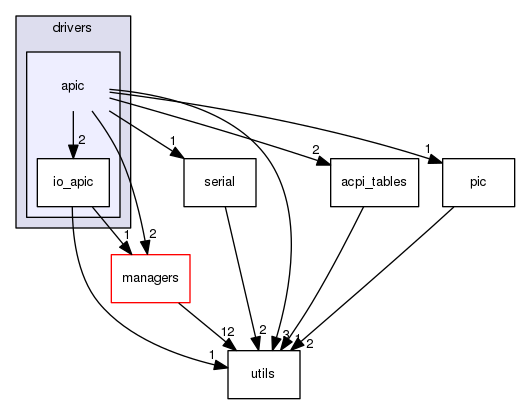 drivers
apic
2
1
2
1
io_apic
serial
acpi_tables
pic
1
2
managers
12
2
3
1
2
1
utils